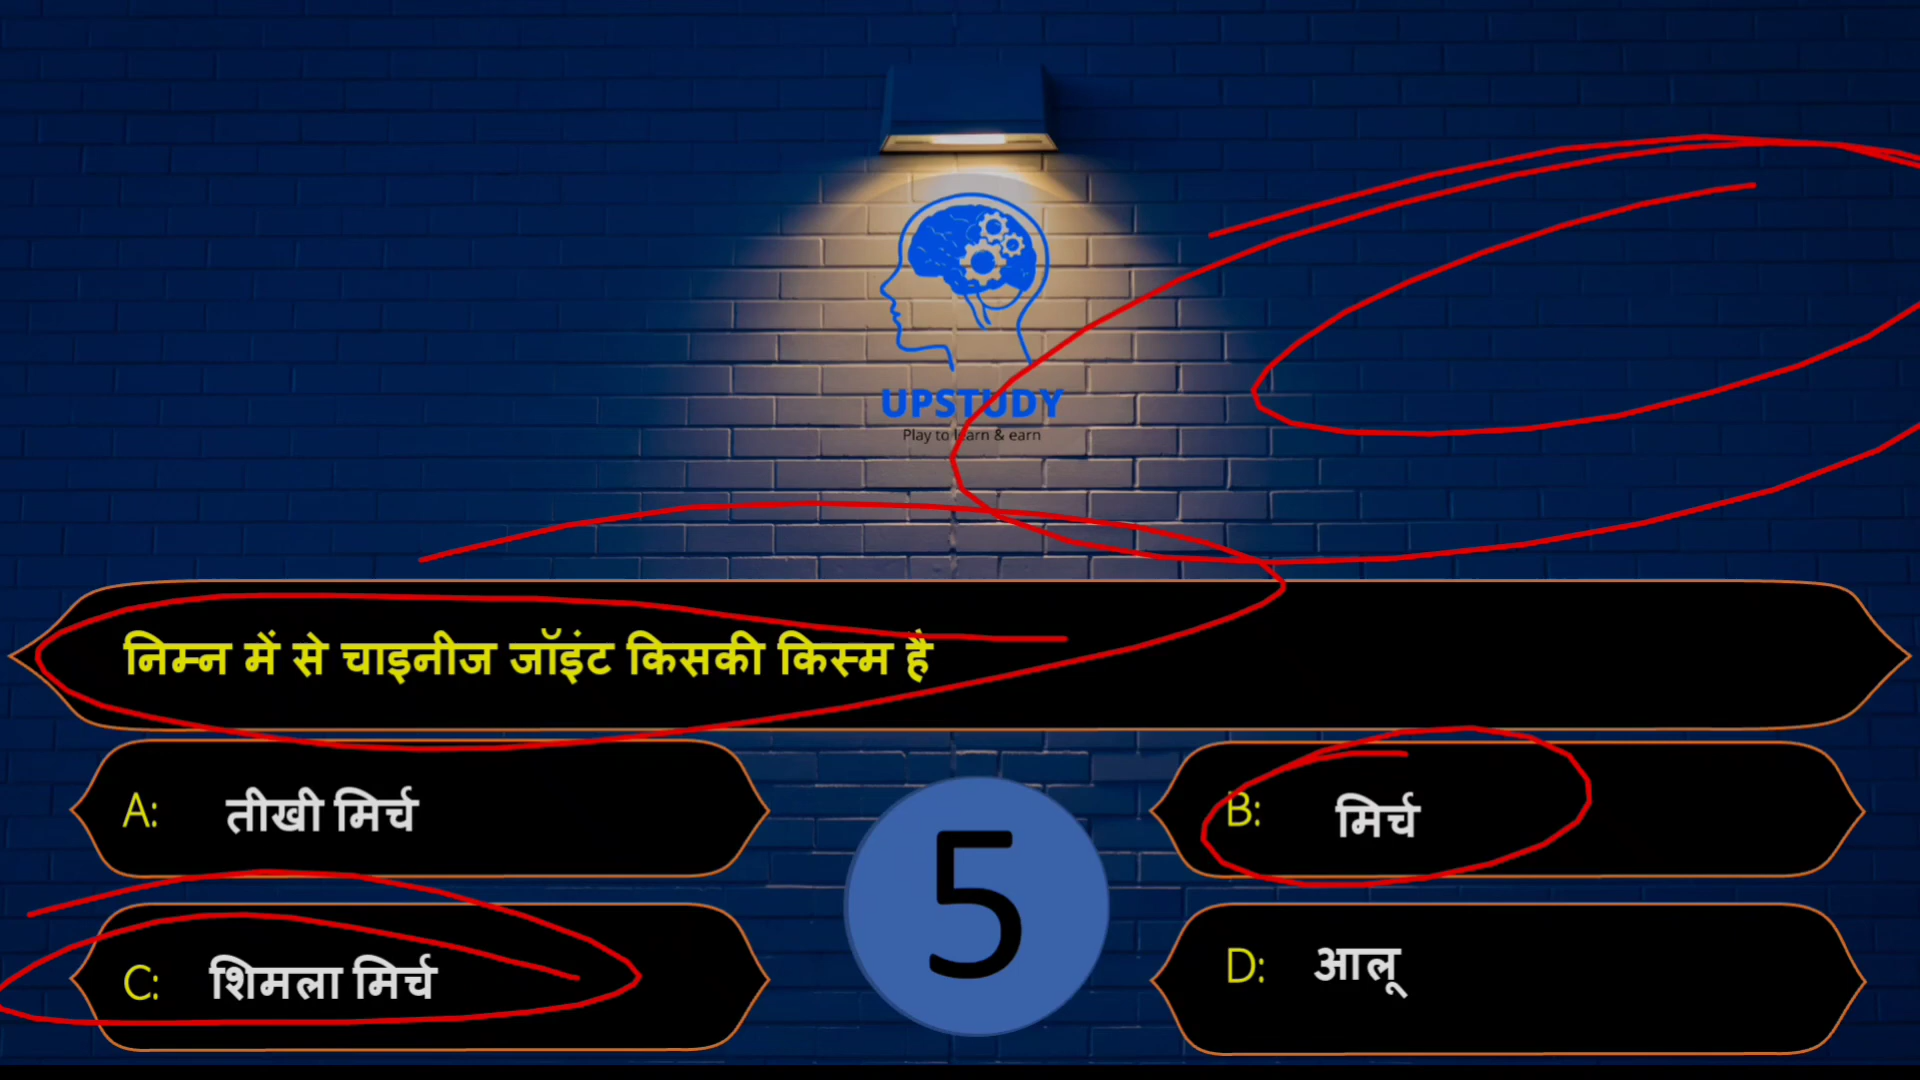 UPSTUDY
Play to learn & earn
निम्न में से चाइनीज जॉइंट किसकी किस्म है
A: तीखी मिर्च
B: मिर्च
5
C: शिमला मिर्च
D: आलू